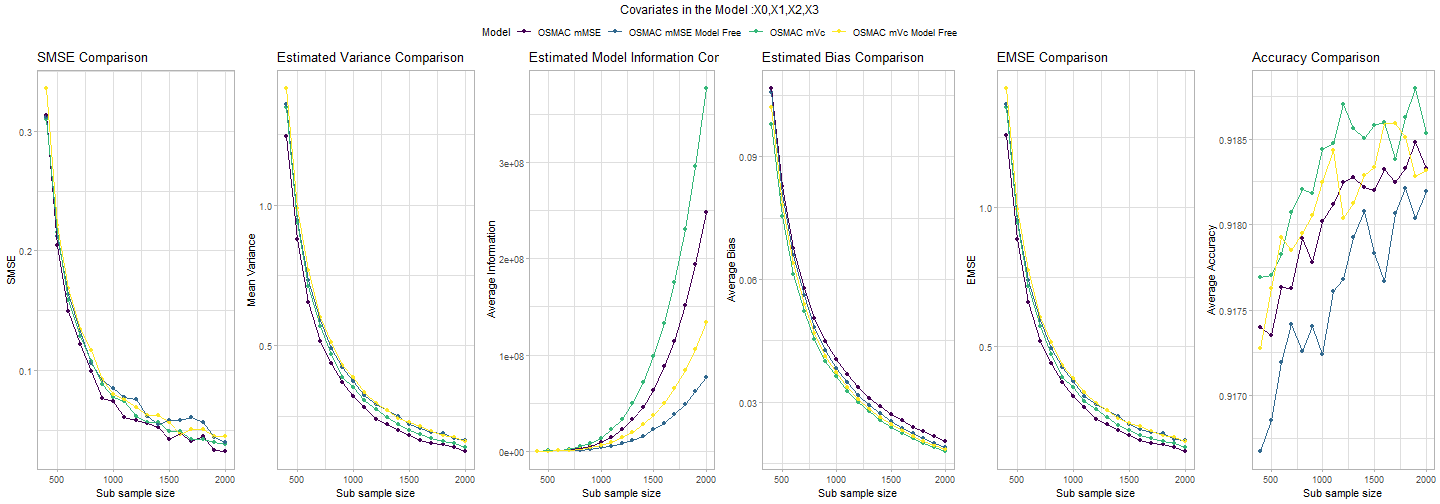 Covariates in the Model :X0,X1,X2,X3
Model OSMAC mMSE OSMAC mMSE Model Free OSMAC mVc OSMAC mVc Model Free
SMSE Comparison
SMSE
0.3
0.2
0.1
500 1000 1500 2000
Sub sample size
Estimated Variance Comparison
Mean Variance
1.0
0.5
500 1000 1500 2000
Sub sample size
Estimated Model Information Cor
Average Information
3e+08
2e+08
1e+08
0e+00
500 1000 1500 2000
Sub sample size
Estimated Bias Comparison
Average Bias
0.09
0.06
0.03
500 1000 1500 2000
Sub sample size
EMSE Comparison
EMSE
1.0
0.5
500 1000 1500 2000
Sub sample size
Accuracy Comparison
Average Accuracy
0.9185
0.9180
0.9175
0.9170
500 1000 1500 2000
Sub sample size